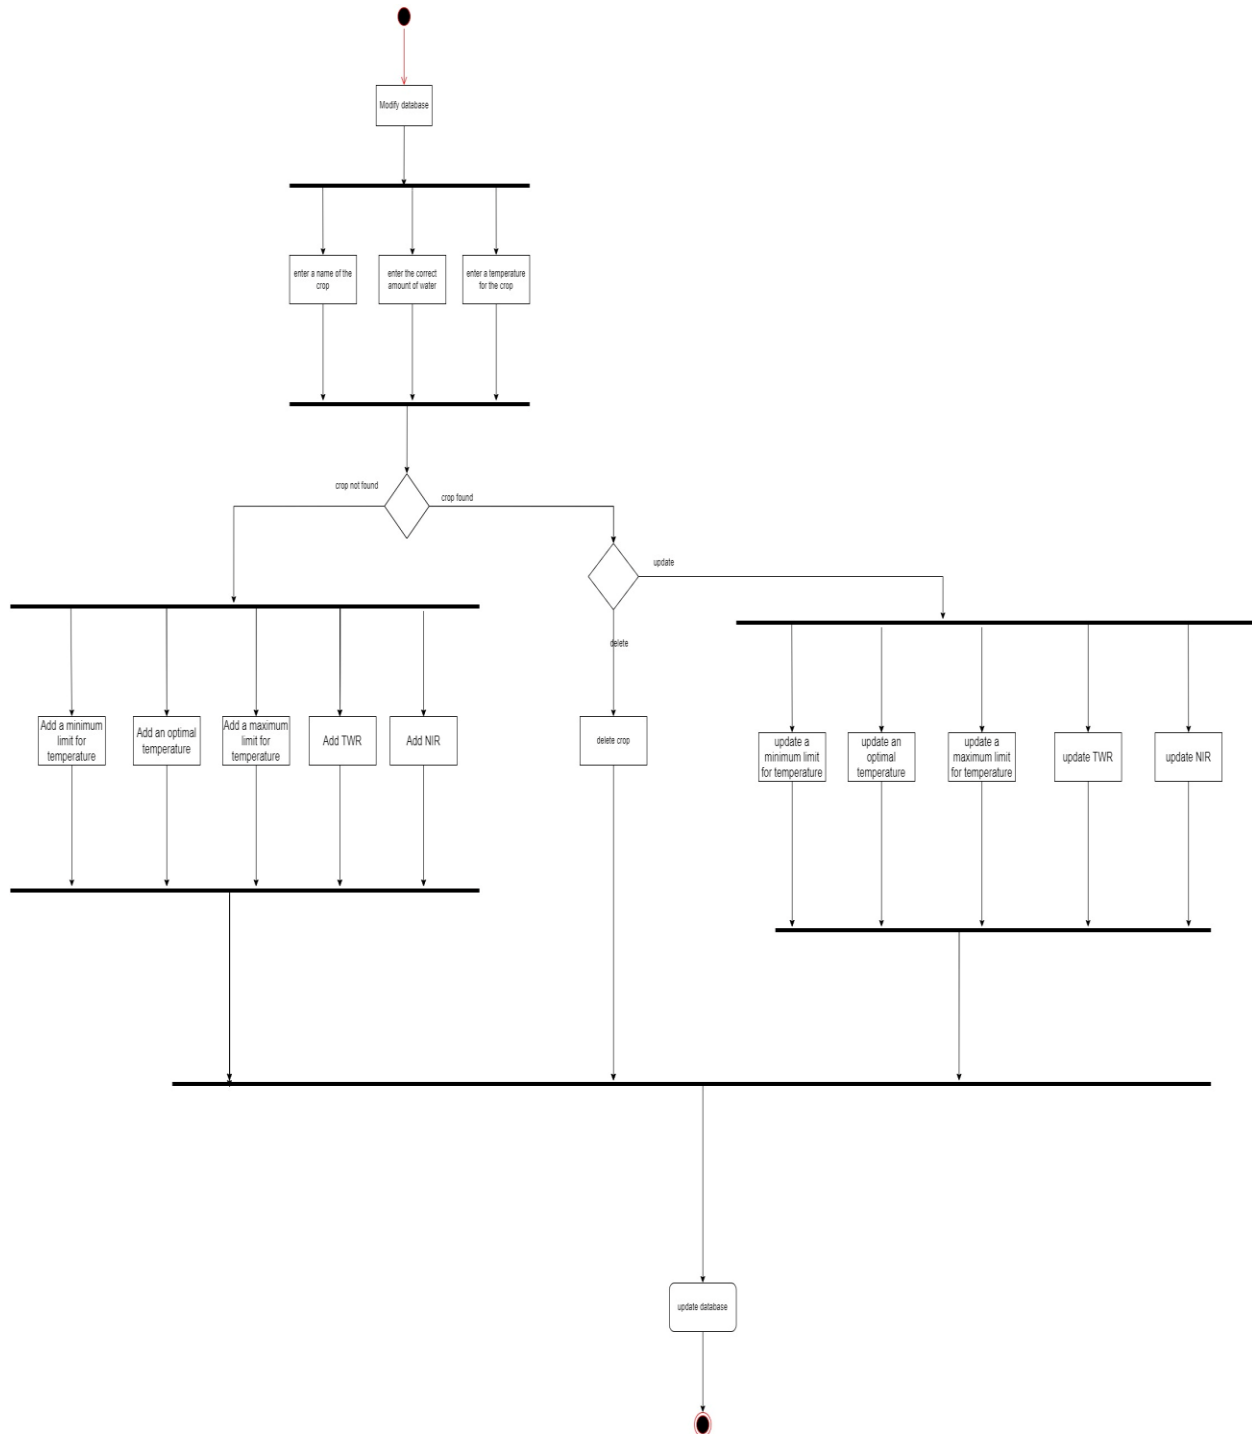 Modify database
enter a name of the
crop
enter the correct
amount of water
enter a temperature
for the crop
crop not found
crop found
update
delete
Add a minimum
limit for
temperature
Add an optimal
temperature
Add a maximum
limit for
temperature
Add TWR
Add NIR
delete crop
update a
minimum limit
for temperature
update an
optimal
temperature
update a
maximum limit
for temperature
update TWR
update NIR
update database